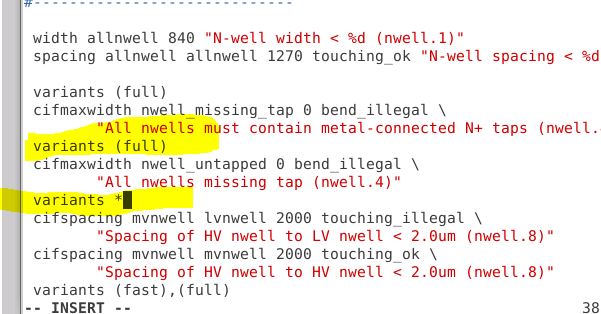 #-----------------------------
width allnwell 840 "N-well width < %d (nwell.1)"
spacing allnwell allnwell 1270 touching_ok "N-well spacing < %d
variants (full)
cifmaxwidth nwell_missing_tap 0 bend_illegal \
"All nwells must contain metal-connected N+ taps (nwell.
variants (full)
cifmaxwidth nwell_untapped 0 bend_illegal \
"All nwells missing tap (nwell.4)"
variants *
cifspacing mvnwell lvnwell 2000 touching_illegal \
"Spacing of HV nwell to LV nwell < 2.0um (nwell.8)"
cifspacing mvnwell mvnwell 2000 touching_ok \
"Spacing of HV nwell to HV nwell < 2.0um (nwell.8)"
variants (fast),(full)
-- INSERT -- 38